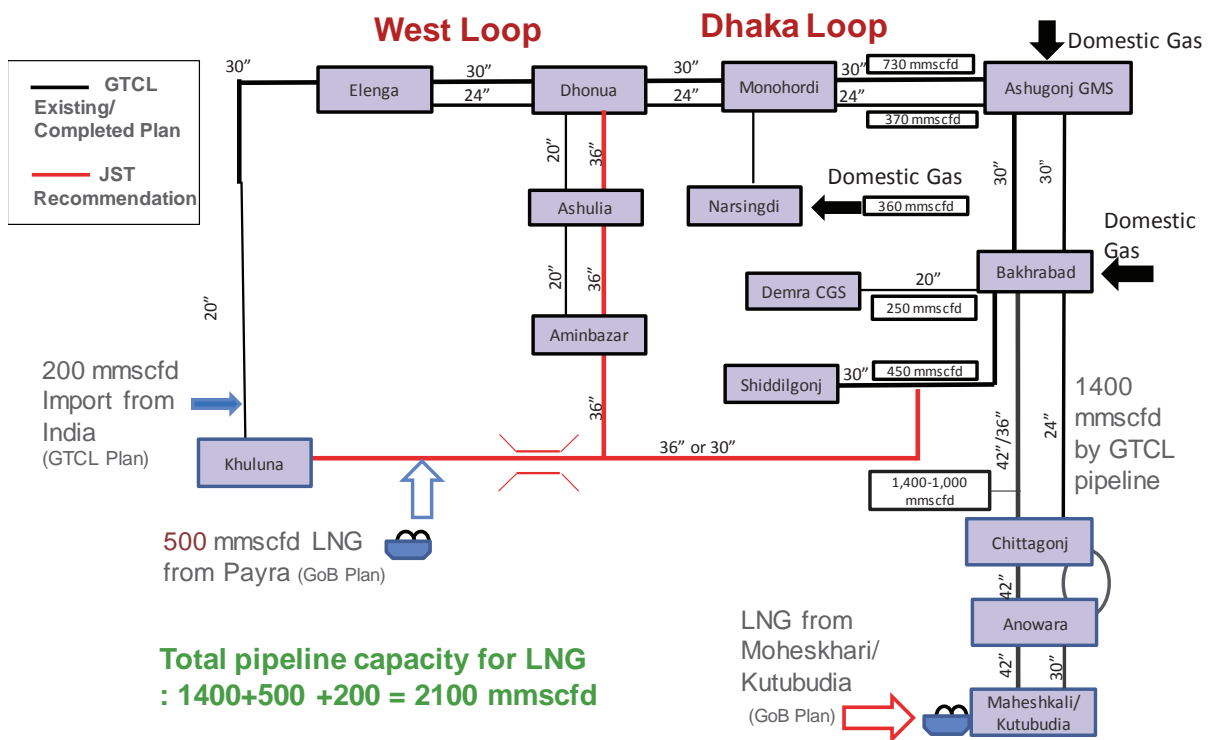 West Loop
Dhaka Loop
GTCL
Existing/
Completed Plan
JST
Recommendation
30”
Elenga
30”
24”
Dhonua
30”
24”
Monohordi
30”
24”
730 mmscfd
370 mmscfd
Domestic Gas
Ashugonj GMS
20”
36”
Ashulia
Narsingdi
Domestic Gas
360 mmscfd
30”
30”
Domestic
Gas
Bakhrabad
20”
36”
Demra CGS
20”
250 mmscfd
Aminbazar
20”
Shiddilgonj
30”
450 mmscfd
200 mmscfd
Import from
India
(GTCL Plan)
36”
42”/36”
24”
1400
mmscfd
by GTCL
pipeline
Khuluna
36” or 30”
1,400-1,000
mmscfd
500 mmscfd LNG
from Payra (GoB Plan)
Chittagonj
42”
Anowara
LNG from
Moheskhari/
Kutubudia
(GoB Plan)
42”
30”
Maheshkali/
Kutubudia
Total pipeline capacity for LNG
: 1400+500 +200 = 2100 mmscfd